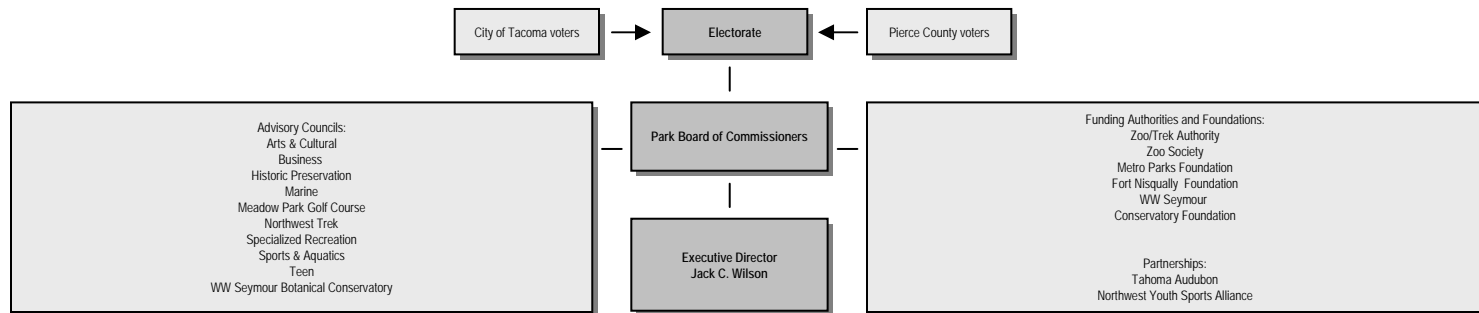 City of Tacoma voters
Electorate
Pierce County voters
Advisory Councils:
Arts & Cultural
Business
Historic Preservation
Marine
Meadow Park Golf Course
Northwest Trek
Specialized Recreation
Sports & Aquatics
Teen
WW Seymour Botanical Conservatory
Park Board of Commissioners
Funding Authorities and Foundations:
Zoo/Trek Authority
Zoo Society
Metro Parks Foundation
Fort Nisqually Foundation
WW Seymour
Conservatory Foundation
Partnerships:
Tahoma Audubon
Northwest Youth Sports Alliance
Executive Director
Jack C. Wilson